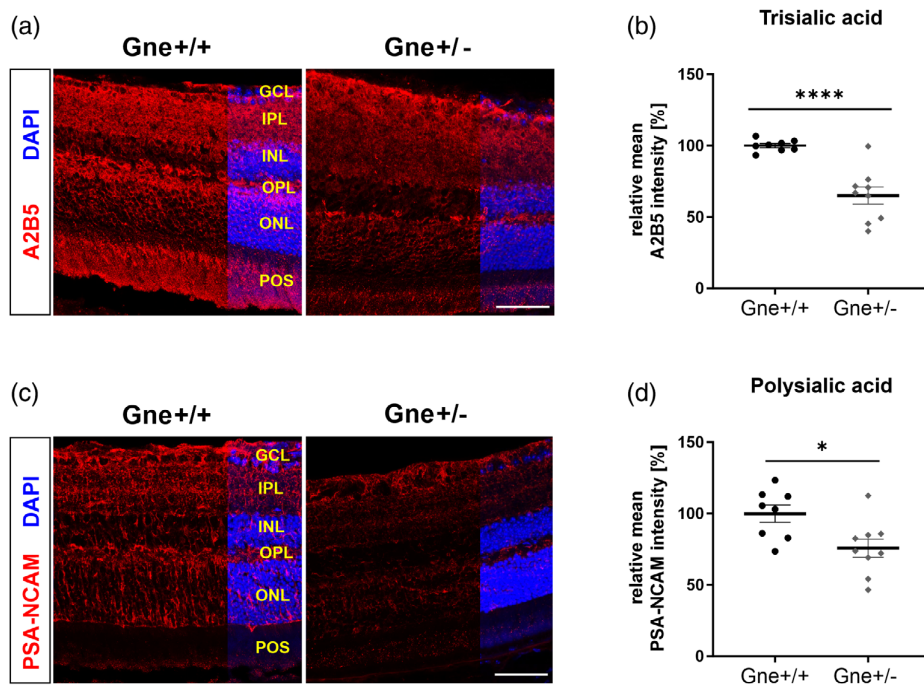 (a)
Gne+/+
Gne+/-
A2B5 DAPI
GCL
IPL
INL
OPL
ONL
POS
(b)
Trisialic acid
relative mean
A2B5 intensity [%]
150
100
50
0
****
Gne+/+
Gne+/-
(c)
Gne+/+
Gne+/-
PSA-NCAM DAPI
GCL
IPL
INL
OPL
ONL
POS
(d)
Polysialic acid
relative mean
PSA-NCAM intensity [%]
150
100
50
0
*
Gne+/+
Gne+/-